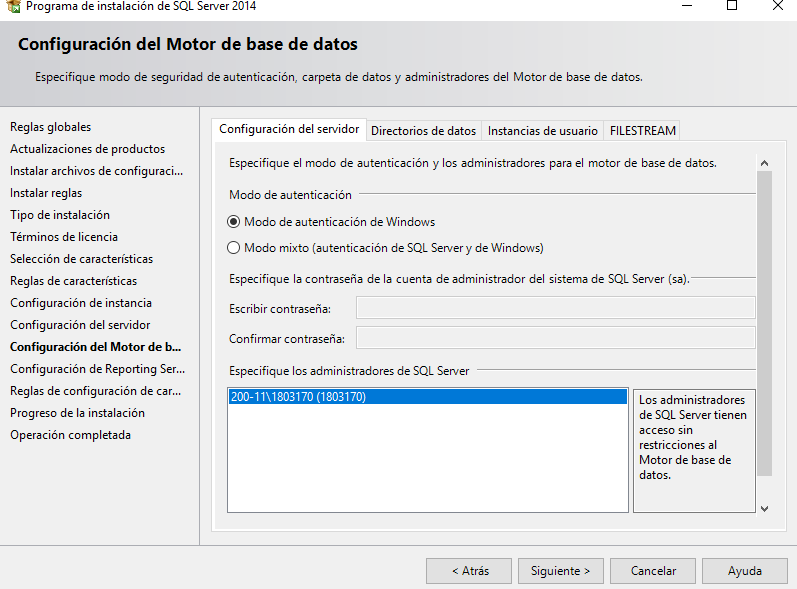 Programa de instalación de SQL Server 2014
Configuración del Motor de base de datos
Especifique modo de seguridad de autenticación, carpeta de datos y administradores del Motor de base de datos.
Reglas globales
Actualizaciones de productos
Instalar archivos de configuraci...
Instalar reglas
Tipo de instalación
Términos de licencia
Selección de características
Reglas de características
Configuración de instancia
Configuración del servidor
Configuración del Motor de b...
Configuración de Reporting Ser...
Reglas de configuración de car...
Progreso de la instalación
Operación completada
Configuración del servidor
Directorios de datos
Instancias de usuario
FILESTREAM
Especifique el modo de autenticación y los administradores para el motor de base de datos.
Modo de autenticación
Modo de autenticación de Windows
Modo mixto (autenticación de SQL Server y de Windows)
Especifique la contraseña de la cuenta de administrador del sistema de SQL Server (sa).
Escribir contraseña:
Confirmar contraseña:
Especifique los administradores de SQL Server
200-11\1803170 (1803170)
Los administradores
de SQL Server tienen
acceso sin
restricciones al
Motor de base de
datos.
< Atrás
Siguiente >
Cancelar
Ayuda